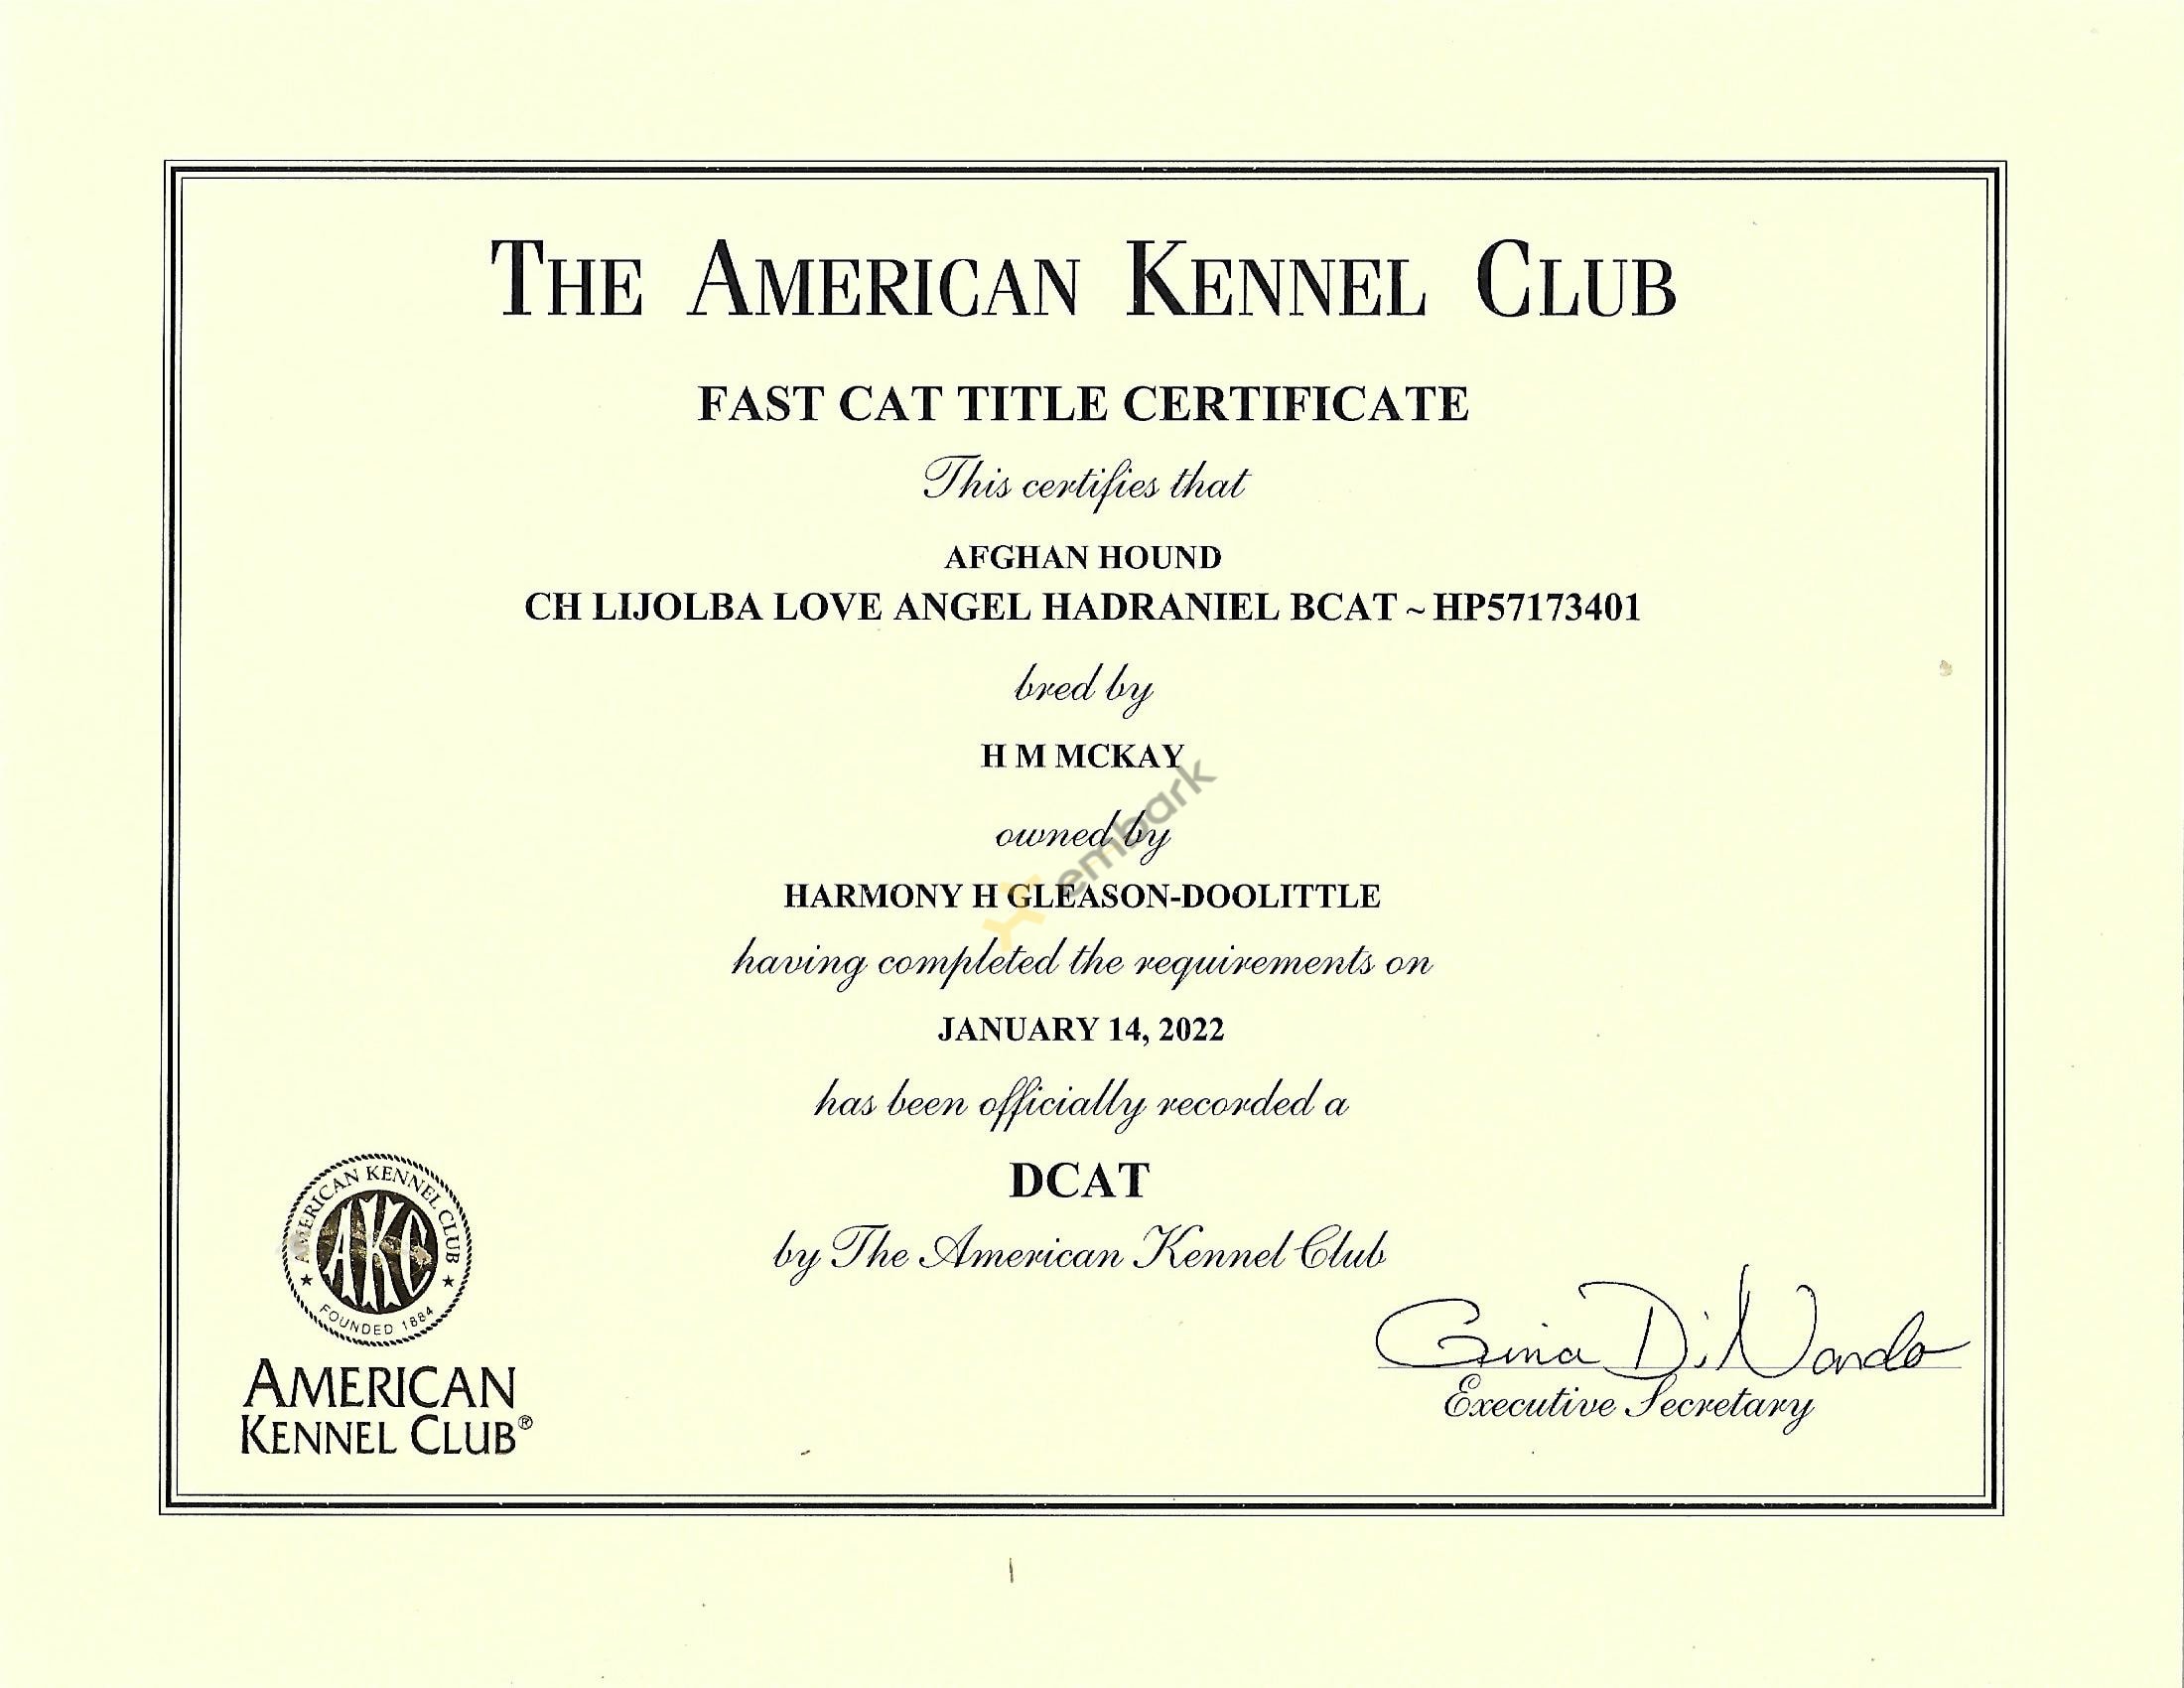 THE AMERICAN KENNEL CLUB
FAST CAT TITLE CERTIFICATE
This certifies that
AFGHAN HOUND
CH LIJOLBA LOVE ANGEL HADRANIEL BCAT ~ HP57173401
bred by
H M MCKAY
embark
owned by
HARMONY H GLEASON-DOOLITTLE
having completed the requirements on
JANUARY 14, 2022
has been officially recorded a
DCAT
by The American Kennel Club
AMERICAN KENNEL CLUB
AKC
FOUNDED 1884
AMERICAN
KENNEL CLUB®
Gina DiNardo
Executive Secretary